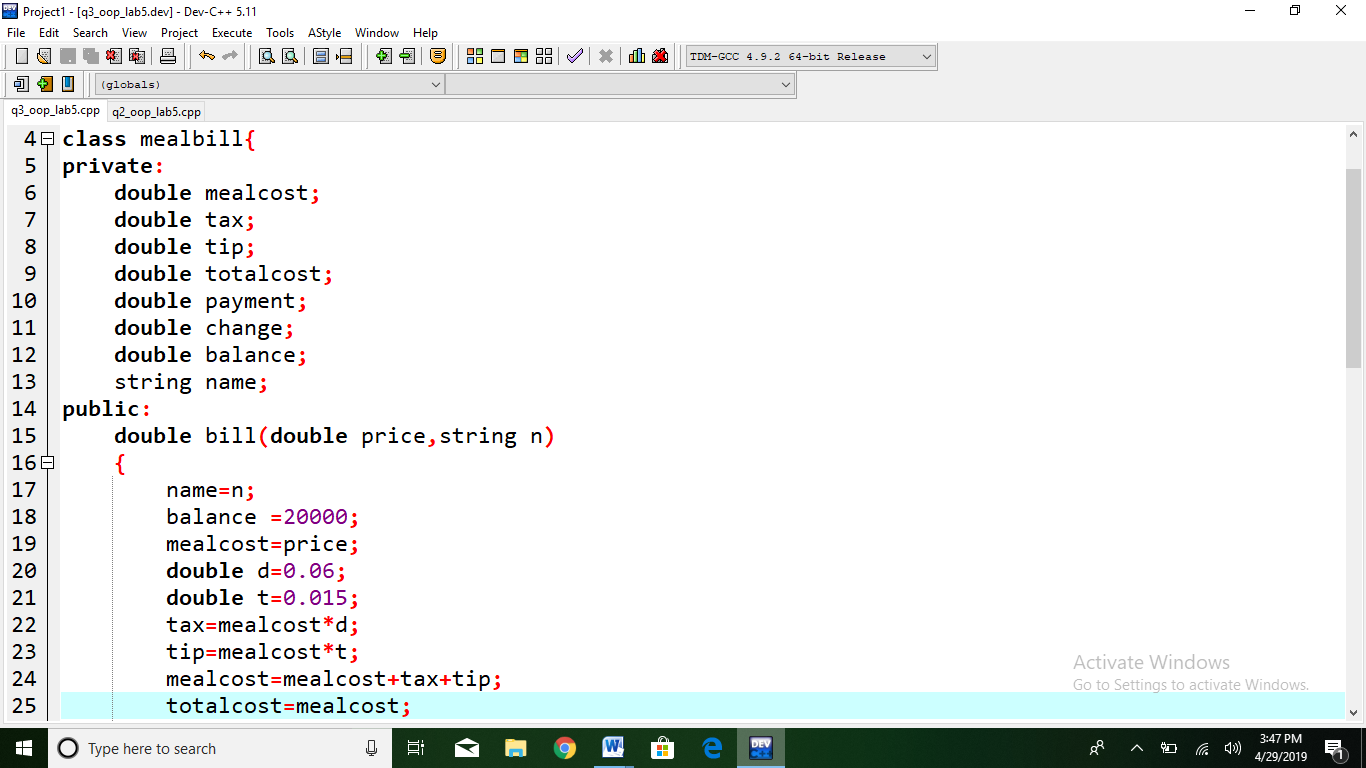 Project1 - [q3_oop_lab5.dev] - Dev-C++ 5.11
File Edit Search View Project Execute Tools AStyle Window Help
TDM-GCC 4.9.2 64-bit Release
(globals)
q3_oop_lab5.cpp q2_oop_lab5.cpp
4 class mealbill{
5 private:
6 double mealcost;
7 double tax;
8 double tip;
9 double totalcost;
10 double payment;
11 double change;
12 double balance;
13 string name;
14 public:
15 double bill(double price,string n)
16 {
17 name=n;
18 balance =20000;
19 mealcost=price;
20 double d=0.06;
21 double t=0.015;
22 tax=mealcost*d;
23 tip=mealcost*t;
24 mealcost=mealcost+tax+tip;
25 totalcost=mealcost;
Activate Windows
Go to Settings to activate Windows.
Type here to search
DEV
3:47 PM
4/29/2019
1